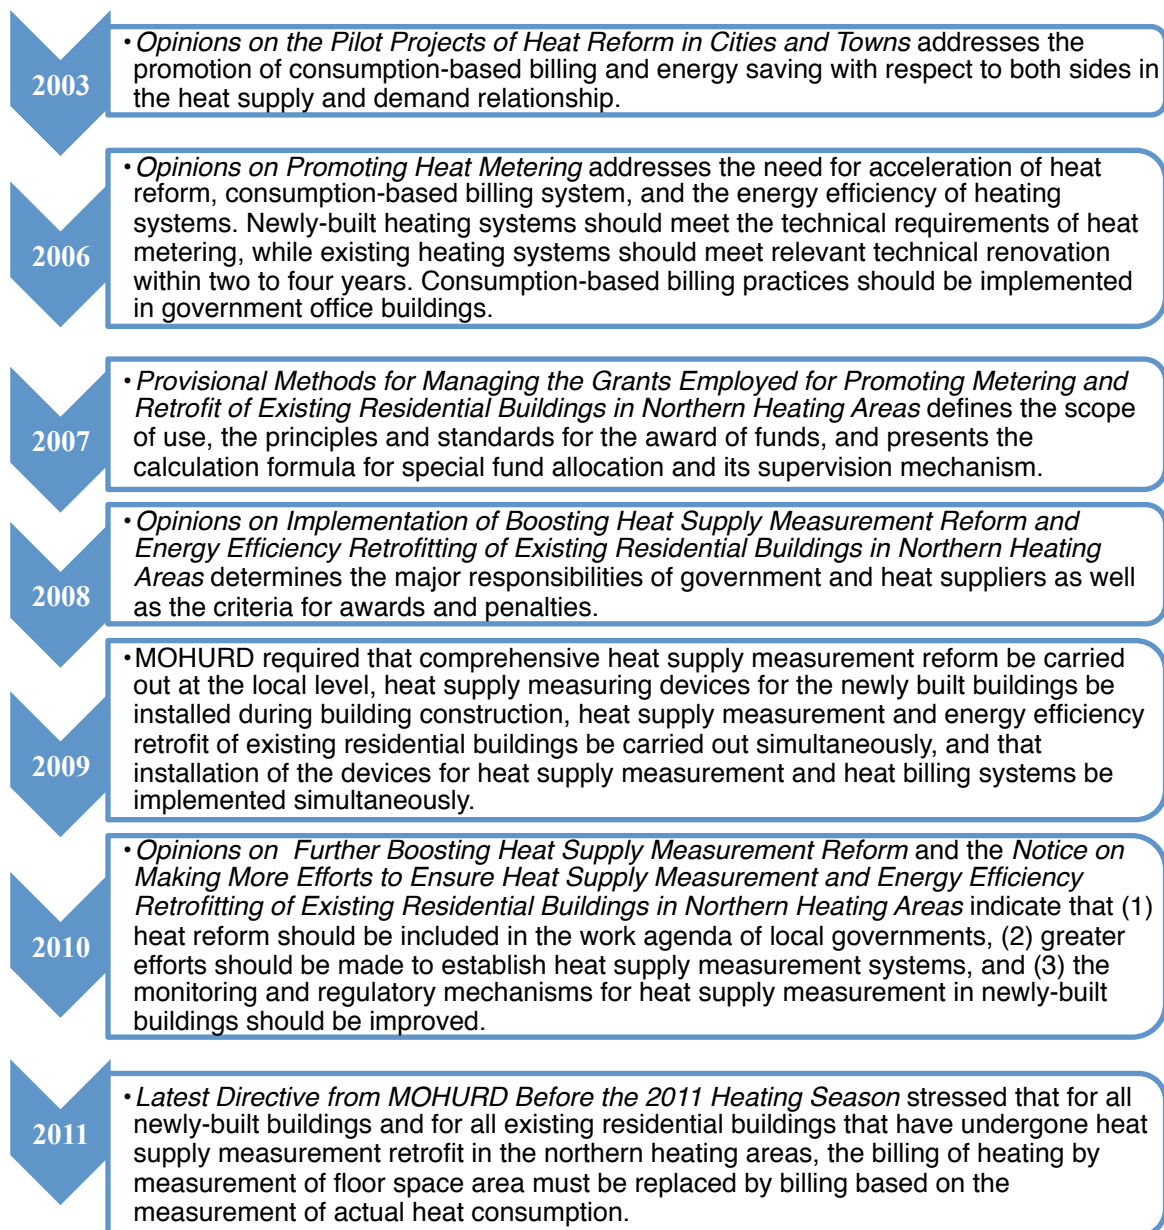 2003
• Opinions on the Pilot Projects of Heat Reform in Cities and Towns addresses the
promotion of consumption-based billing and energy saving with respect to both sides in
the heat supply and demand relationship.
2006
• Opinions on Promoting Heat Metering addresses the need for acceleration of heat
reform, consumption-based billing system, and the energy efficiency of heating
systems. Newly-built heating systems should meet the technical requirements of heat
metering, while existing heating systems should meet relevant technical renovation
within two to four years. Consumption-based billing practices should be implemented
in government office buildings.
2007
• Provisional Methods for Managing the Grants Employed for Promoting Metering and
Retrofit of Existing Residential Buildings in Northern Heating Areas defines the scope
of use, the principles and standards for the award of funds, and presents the
calculation formula for special fund allocation and its supervision mechanism.
2008
• Opinions on Implementation of Boosting Heat Supply Measurement Reform and
Energy Efficiency Retrofitting of Existing Residential Buildings in Northern Heating
Areas determines the major responsibilities of government and heat suppliers as well
as the criteria for awards and penalties.
2009
• MOHURD required that comprehensive heat supply measurement reform be carried
out at the local level, heat supply measuring devices for the newly built buildings be
installed during building construction, heat supply measurement and energy efficiency
retrofit of existing residential buildings be carried out simultaneously, and that
installation of the devices for heat supply measurement and heat billing systems be
implemented simultaneously.
2010
• Opinions on Further Boosting Heat Supply Measurement Reform and the Notice on
Making More Efforts to Ensure Heat Supply Measurement and Energy Efficiency
Retrofitting of Existing Residential Buildings in Northern Heating Areas indicate that (1)
heat reform should be included in the work agenda of local governments, (2) greater
efforts should be made to establish heat supply measurement systems, and (3) the
monitoring and regulatory mechanisms for heat supply measurement in newly-built
buildings should be improved.
2011
• Latest Directive from MOHURD Before the 2011 Heating Season stressed that for all
newly-built buildings and for all existing residential buildings that have undergone heat
supply measurement retrofit in the northern heating areas, the billing of heating by
measurement of floor space area must be replaced by billing based on the
measurement of actual heat consumption.